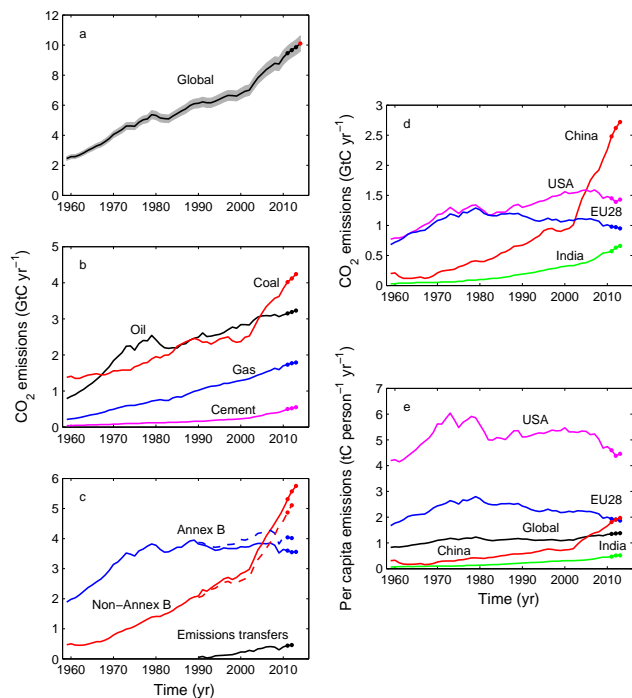 a
Global
12
10
8
6
4
2
0
1960 1970 1980 1990 2000 2010
b
Coal
Oil
Gas
Cement
5
4
3
2
1
0
1960 1970 1980 1990 2000 2010
CO₂ emissions (GtC yr⁻¹)
c
Annex B
Non−Annex B
Emissions transfers
6
5
4
3
2
1
0
1960 1970 1980 1990 2000 2010
Time (yr)
d
China
USA
EU28
India
3
2.5
2
1.5
1
0.5
0
1960 1970 1980 1990 2000 2010
CO₂ emissions (GtC yr⁻¹)
e
USA
EU28
Global
China
India
7
6
5
4
3
2
1
0
1960 1970 1980 1990 2000 2010
Per capita emissions (tC person⁻¹ yr⁻¹)
Time (yr)